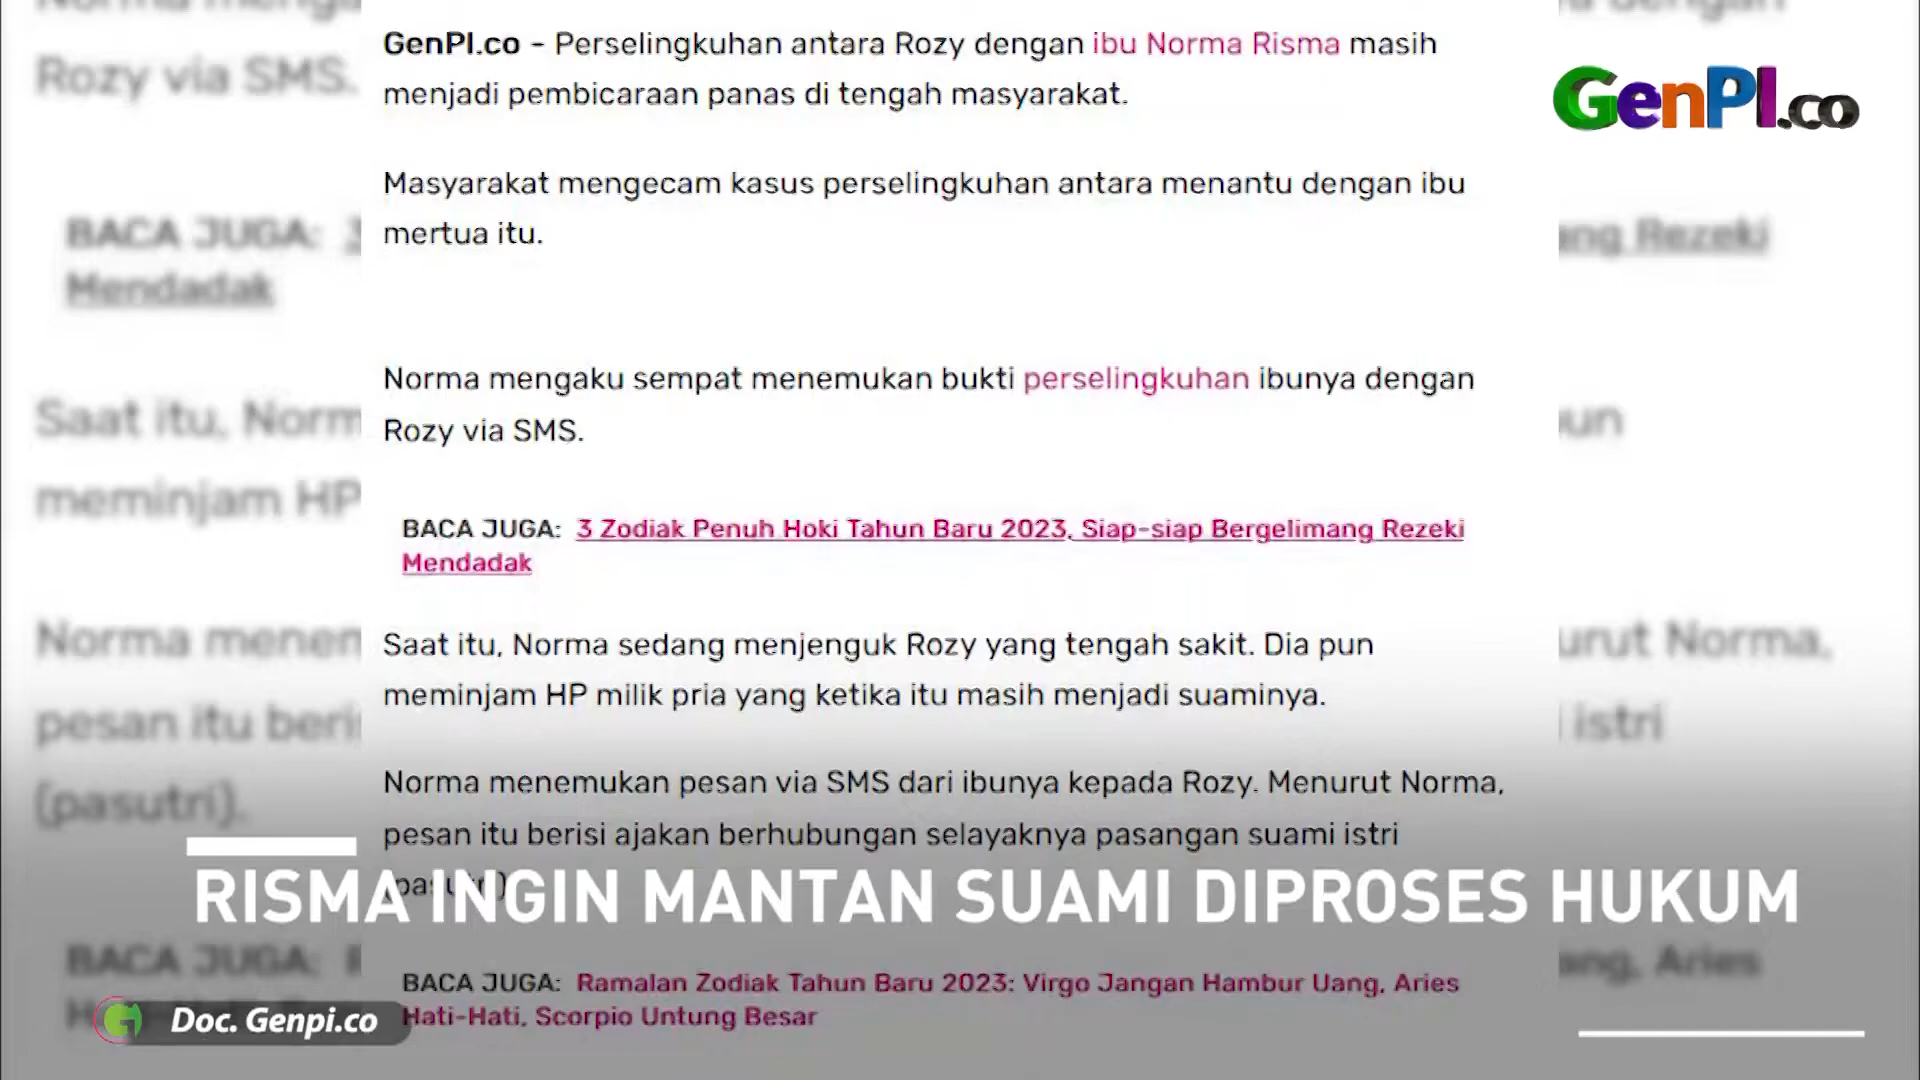 GenPI.co - Perselingkuhan antara Rozy dengan ibu Norma Risma masih
menjadi pembicaraan panas di tengah masyarakat.
GenPI.co
Masyarakat mengecam kasus perselingkuhan antara menantu dengan ibu
mertua itu.
Norma mengaku sempat menemukan bukti perselingkuhan ibunya dengan
Rozy via SMS.
BACA JUGA: 3 Zodiak Penuh Hoki Tahun Baru 2023, Siap-siap Bergelimang Rezeki
Mendadak
Saat itu, Norma sedang menjenguk Rozy yang tengah sakit. Dia pun
meminjam HP milik pria yang ketika itu masih menjadi suaminya.
Norma menemukan pesan via SMS dari ibunya kepada Rozy. Menurut Norma,
pesan itu berisi ajakan berhubungan selayaknya pasangan suami istri
(pasutri)
RISMA INGIN MANTAN SUAMI DIPROSES HUKUM
BACA JUGA: Ramalan Zodiak Tahun Baru 2023: Virgo Jangan Hambur Uang, Aries
Hati-Hati, Scorpio Untung Besar
Doc. Genpi.co